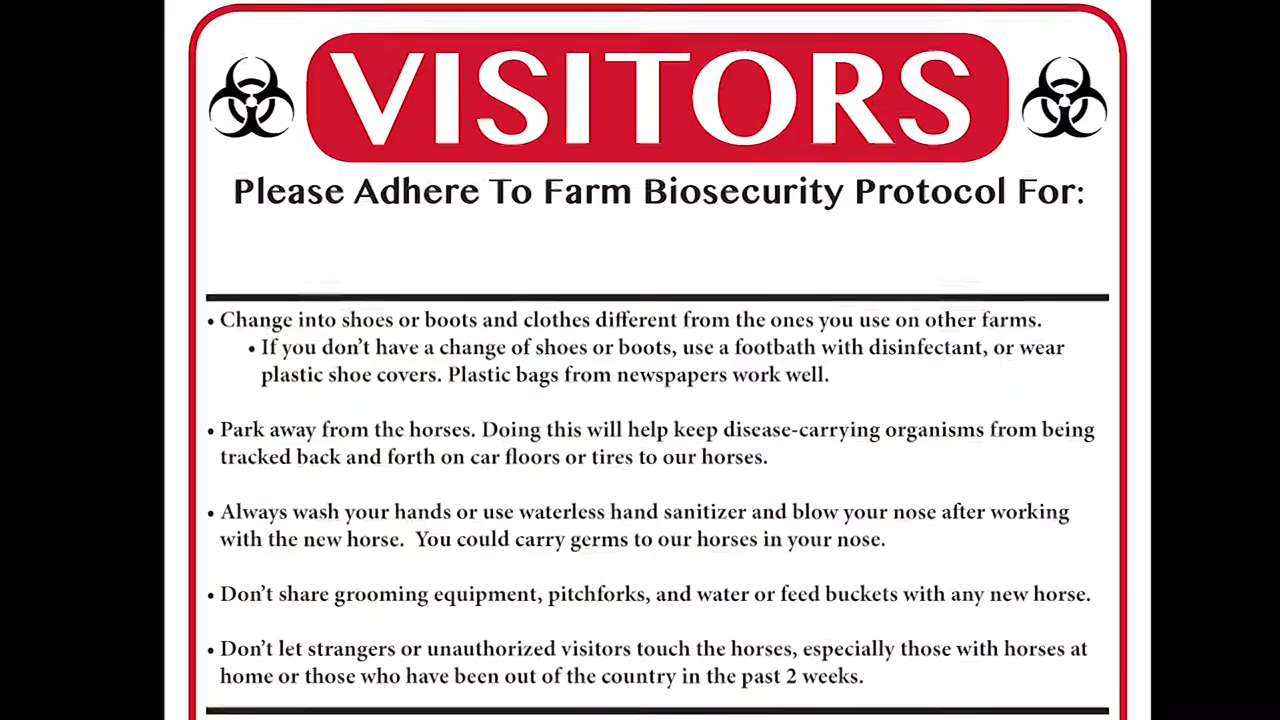 VISITORS
Please Adhere To Farm Biosecurity Protocol For:
• Change into shoes or boots and clothes different from the ones you use on other farms.
• If you don't have a change of shoes or boots, use a footbath with disinfectant, or wear
plastic shoe covers. Plastic bags from newspapers work well.
• Park away from the horses. Doing this will help keep disease-carrying organisms from being
tracked back and forth on car floors or tires to our horses.
• Always wash your hands or use waterless hand sanitizer and blow your nose after working
with the new horse.  You could carry germs to our horses in your nose.
• Don't share grooming equipment, pitchforks, and water or feed buckets with any new horse.
• Don't let strangers or unauthorized visitors touch the horses, especially those with horses at
home or those who have been out of the country in the past 2 weeks.